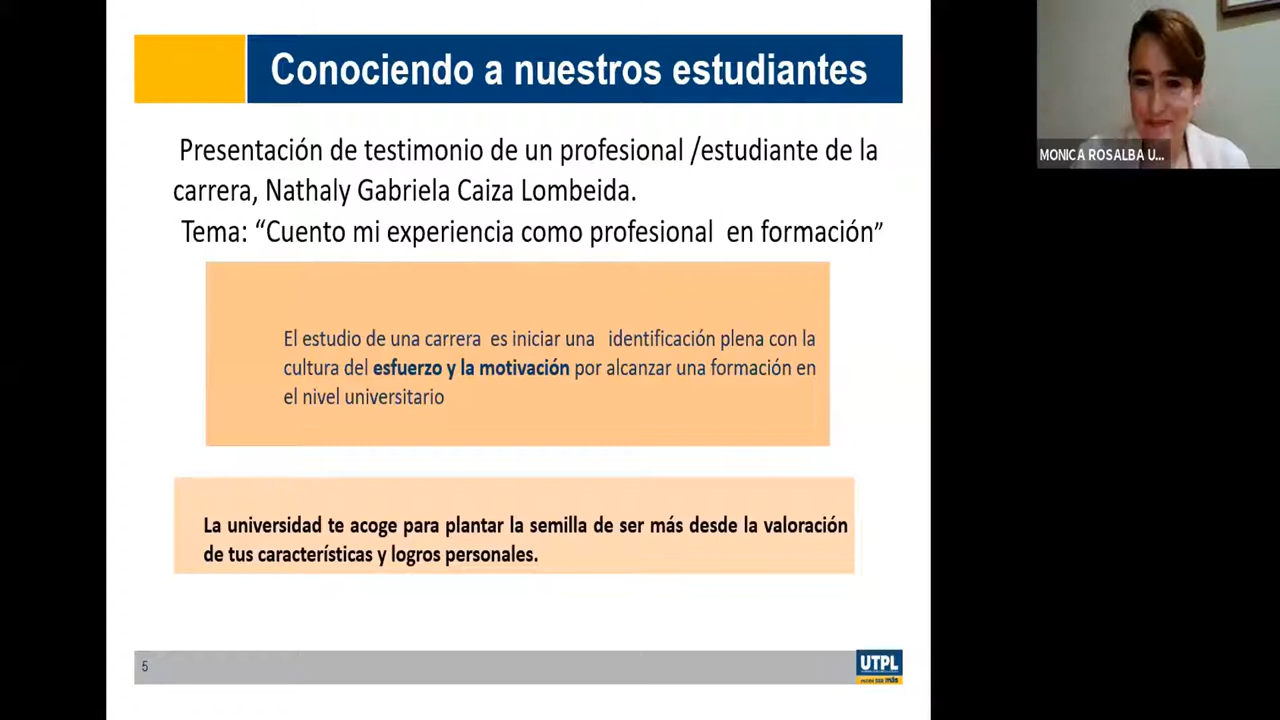 Conociendo a nuestros estudiantes
MONICA ROSALBA U...
Presentación de testimonio de un profesional /estudiante de la
carrera, Nathaly Gabriela Caiza Lombeida.
Tema: “Cuento mi experiencia como profesional en formación”
El estudio de una carrera es iniciar una identificación plena con la
cultura del esfuerzo y la motivación por alcanzar una formación en
el nivel universitario
La universidad te acoge para plantar la semilla de ser más desde la valoración
de tus características y logros personales.
5
UTPL